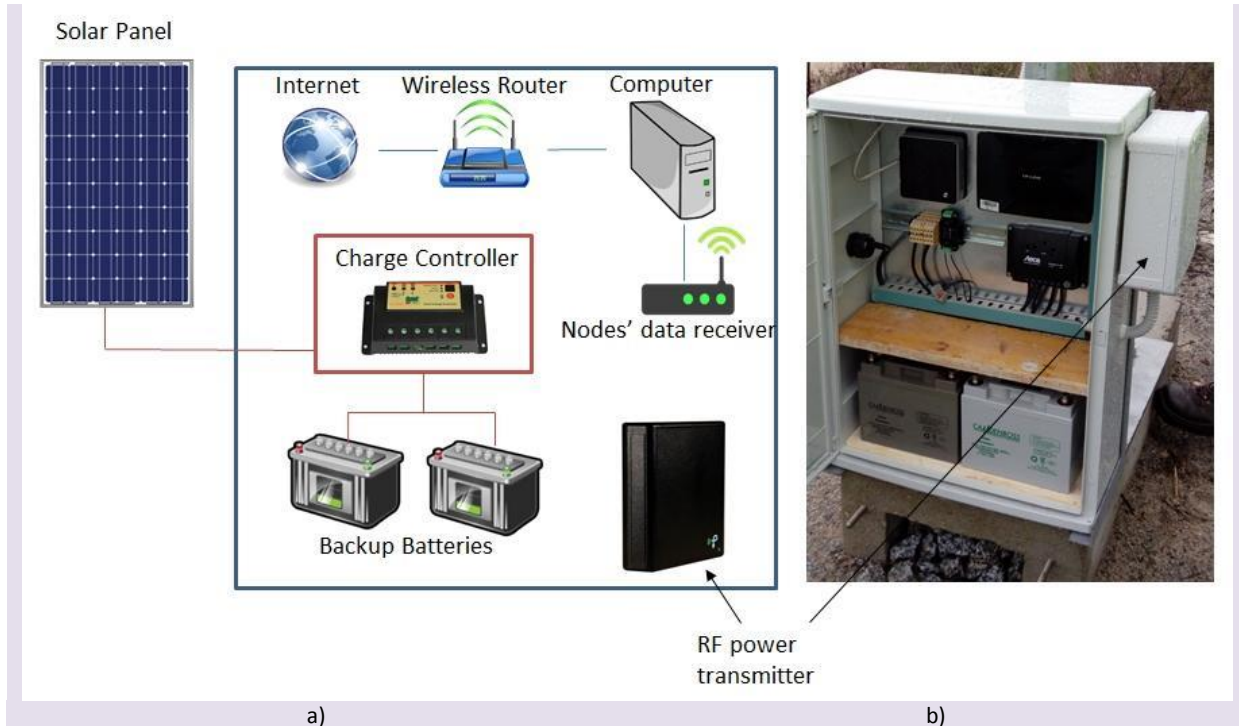 Solar Panel
Internet
Wireless Router
Computer
Charge Controller
Nodes' data receiver
Backup Batteries
RF power
transmitter
a)
b)